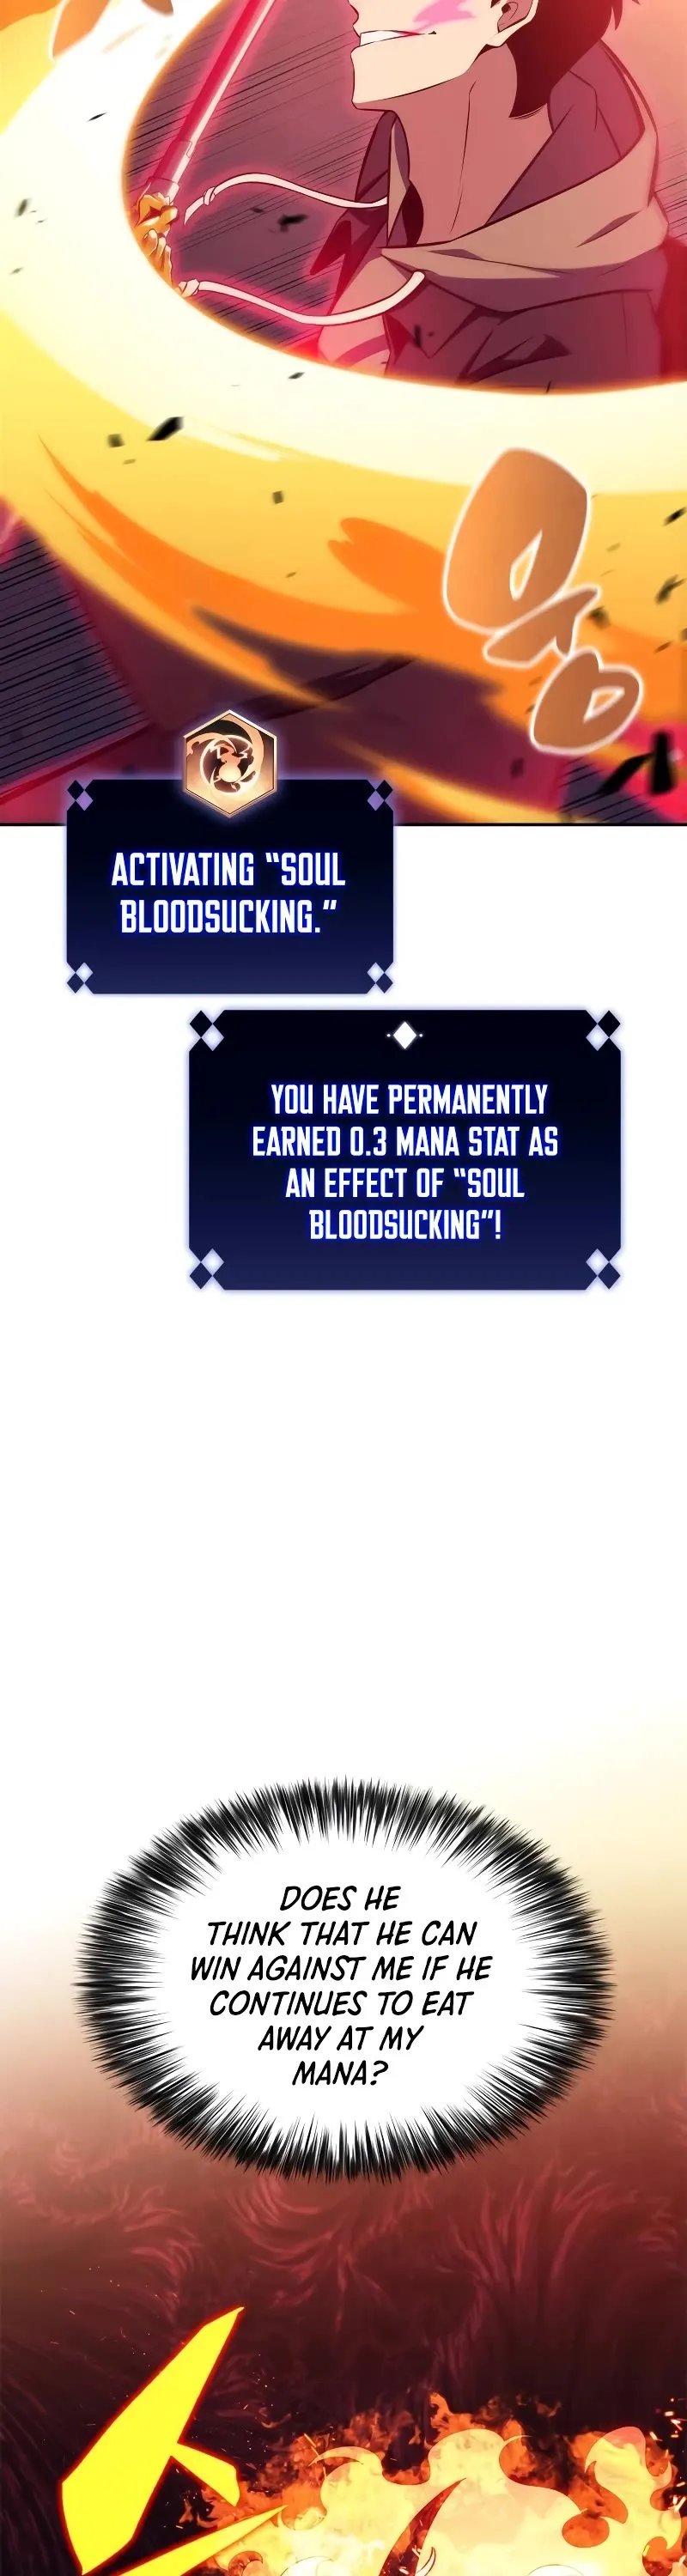 ACTIVATING “SOUL
BLOODSUCKING.”
YOU HAVE PERMANENTLY
EARNED 0.3 MANA STAT AS
AN EFFECT OF “SOUL
BLOODSUCKING”!
DOES HE
THINK THAT HE CAN
WIN AGAINST ME IF HE
CONTINUES TO EAT
AWAY AT MY
MANA?